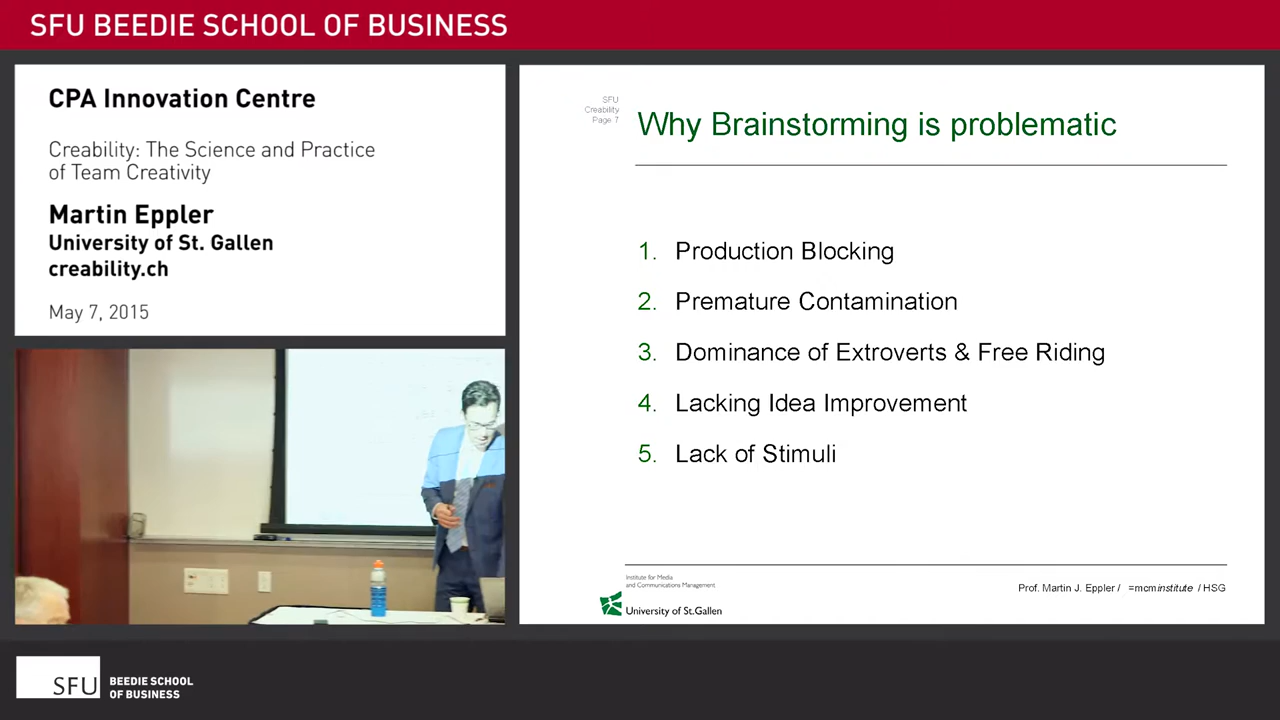 SFU BEEDIE SCHOOL OF BUSINESS
CPA Innovation Centre
Creability: The Science and Practice
of Team Creativity
Martin Eppler
University of St. Gallen
creability.ch
May 7, 2015
SFU
Creability
Page 7
Why Brainstorming is problematic
1. Production Blocking
2. Premature Contamination
3. Dominance of Extroverts & Free Riding
4. Lacking Idea Improvement
5. Lack of Stimuli
Institute for Media
and Communications Management
University of St.Gallen
Prof. Martin J. Eppler / =mcminstitute / HSG
SFU
BEEDIE SCHOOL
OF BUSINESS